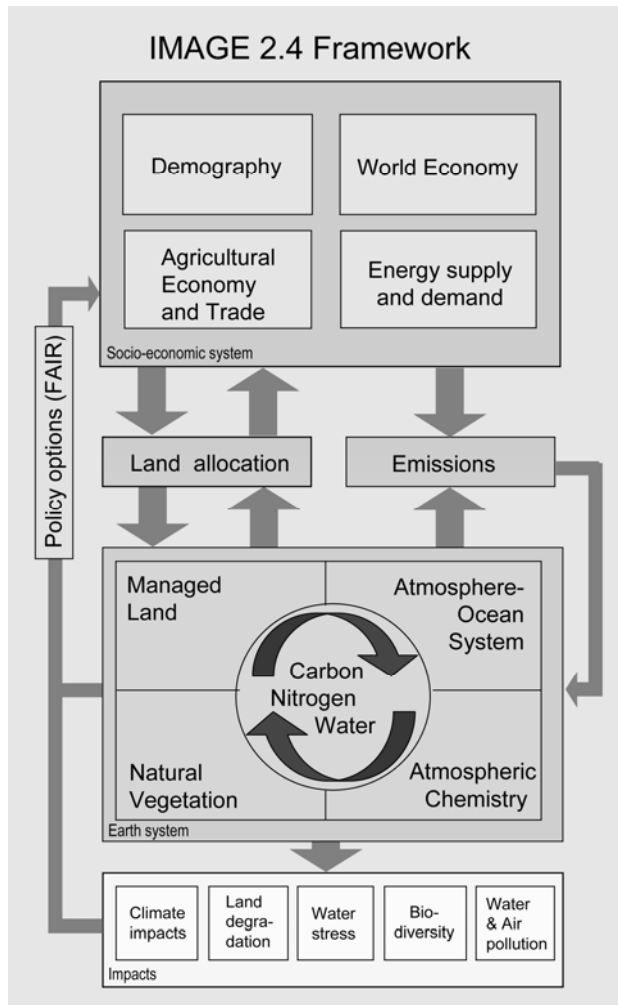 IMAGE 2.4 Framework
Demography
World Economy
Agricultural
Economy
and Trade
Energy supply
and demand
Socio-economic system
Policy options (FAIR)
Land allocation
Emissions
Managed
Land
Atmosphere-
Ocean
System
Carbon
Nitrogen
Water
Natural
Vegetation
Atmospheric
Chemistry
Earth system
Climate
impacts
Land
degra-
dation
Water
stress
Bio-
diversity
Water
& Air
pollution
Impacts